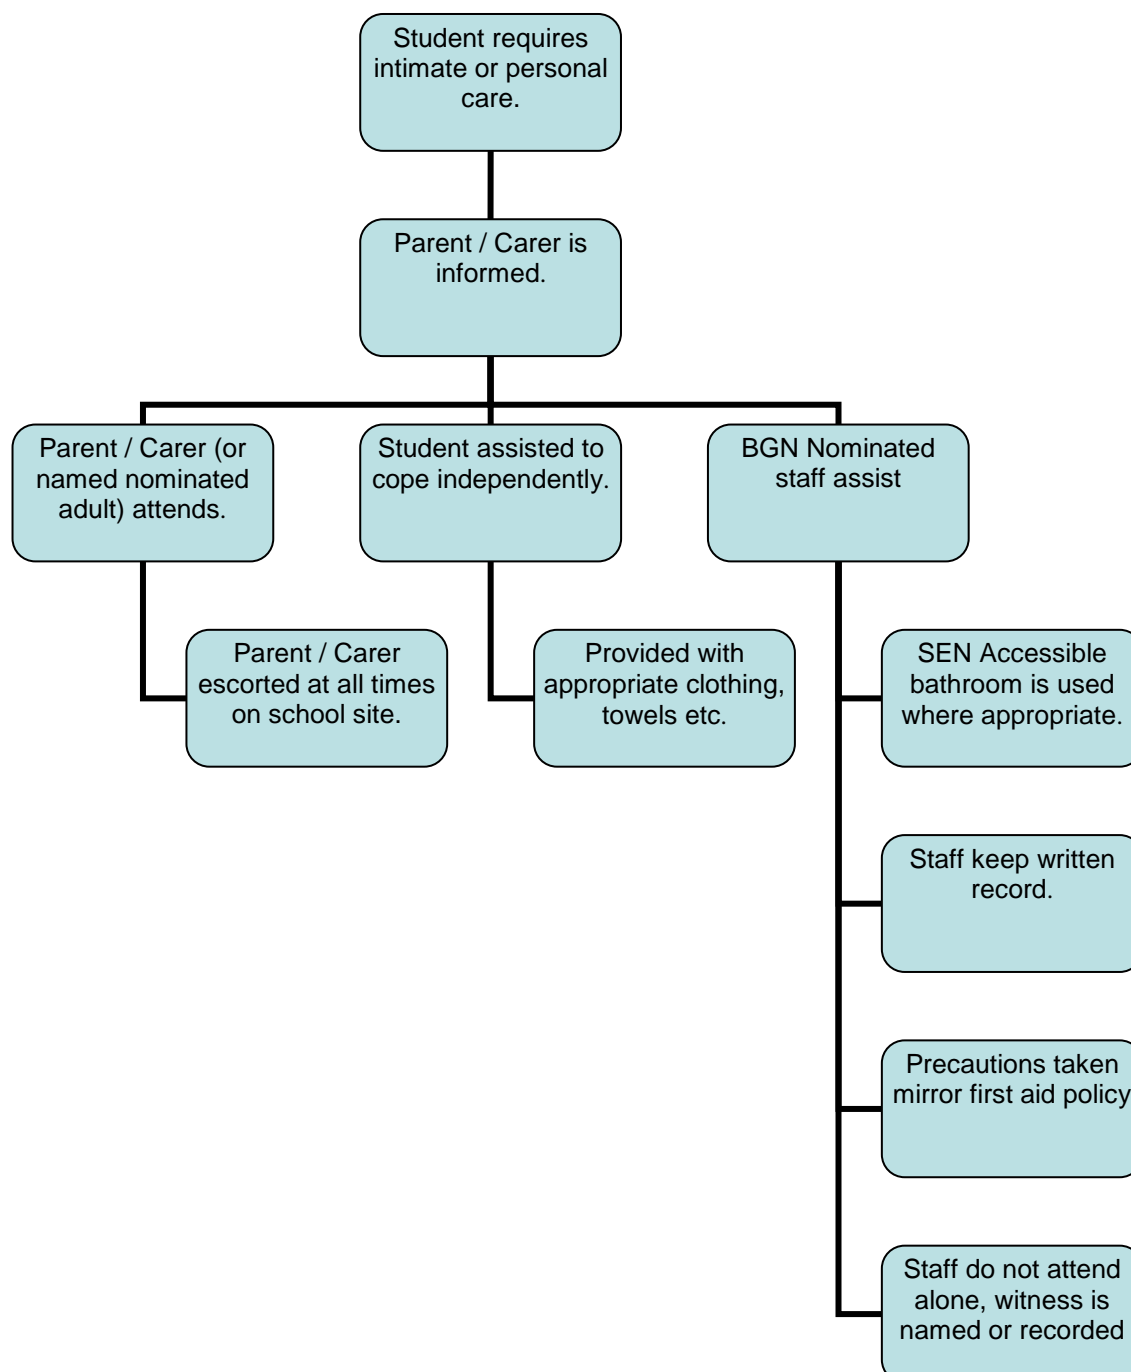 Student requires
intimate or personal
care.
Parent / Carer is
informed.
Parent / Carer (or
named nominated
adult) attends.
Student assisted to
cope independently.
BGN Nominated
staff assist
Parent / Carer
escorted at all times
on school site.
Provided with
appropriate clothing,
towels etc.
SEN Accessible
bathroom is used
where appropriate.
Staff keep written
record.
Precautions taken
mirror first aid policy
Staff do not attend
alone, witness is
named or recorded